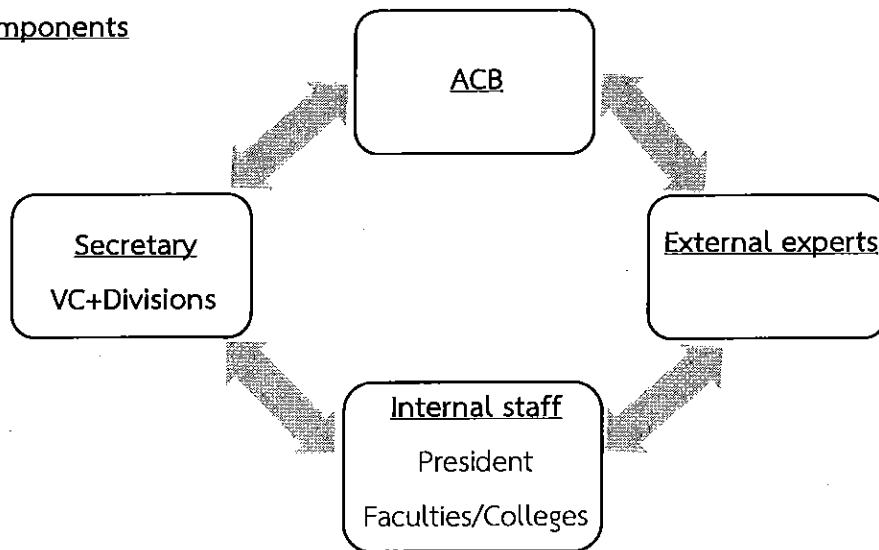 mponents
ACB
Secretary
VC+Divisions
External experts
Internal staff
President
Faculties/Colleges